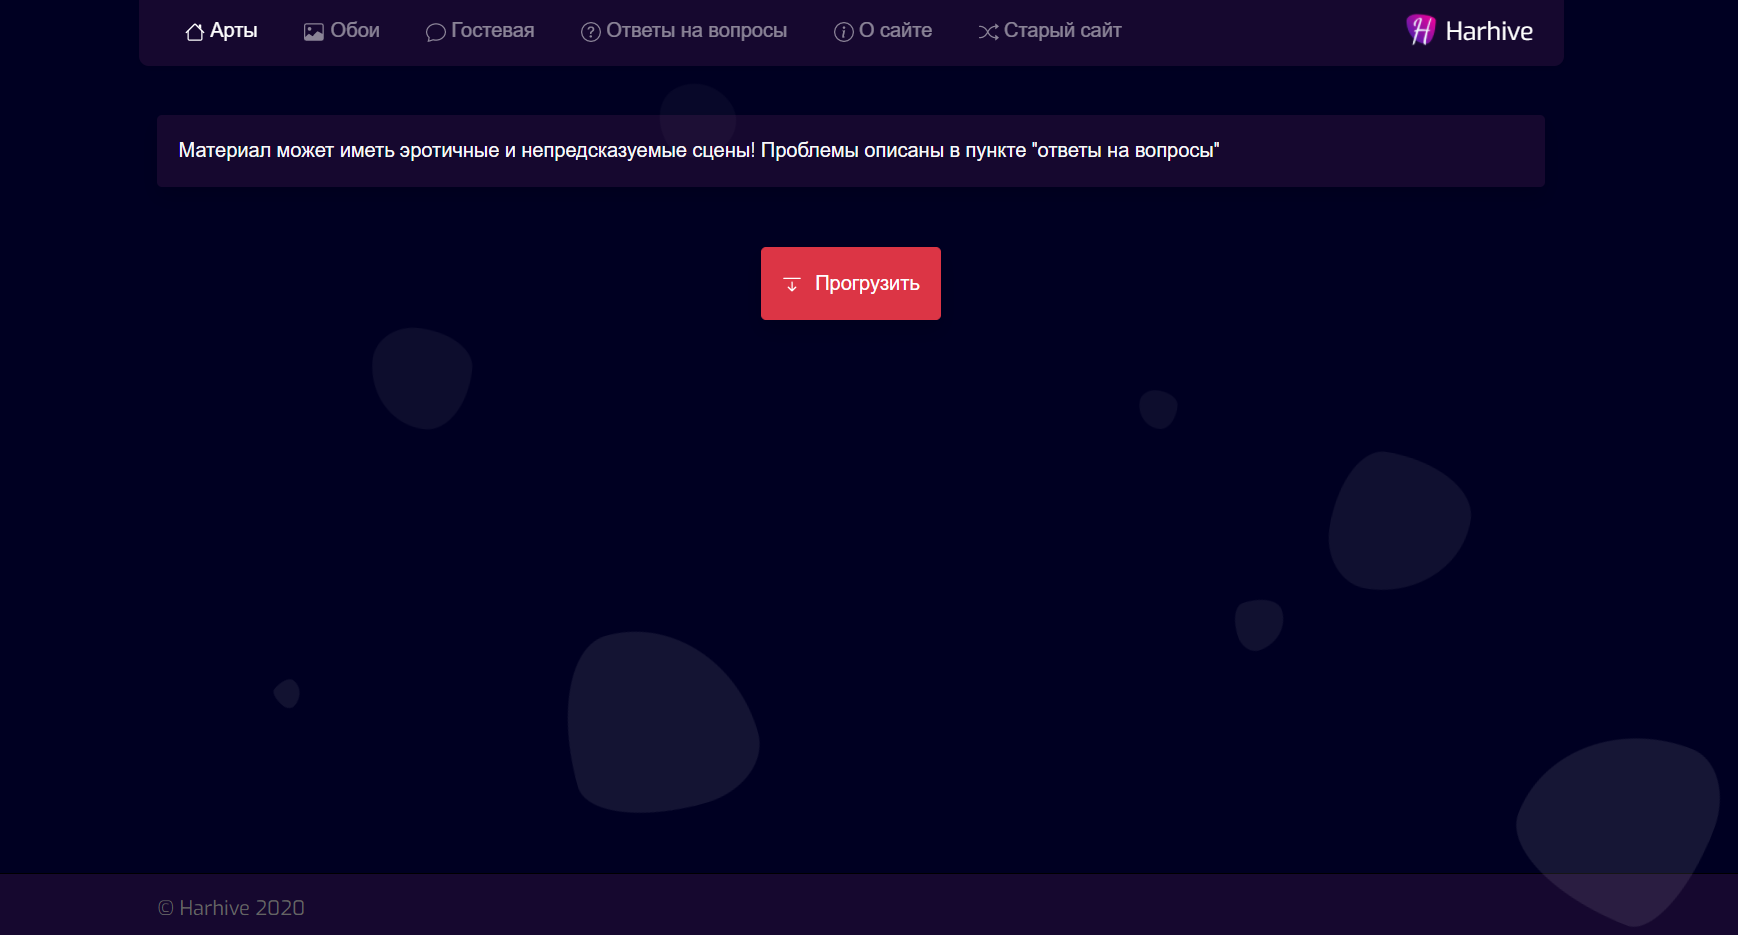 Арты Обои Гостевая Ответы на вопросы О сайте Старый сайт Harhive
Материал может иметь эротичные и непредсказуемые сцены! Проблемы описаны в пункте "ответы на вопросы"
Прогрузить
© Harhive 2020